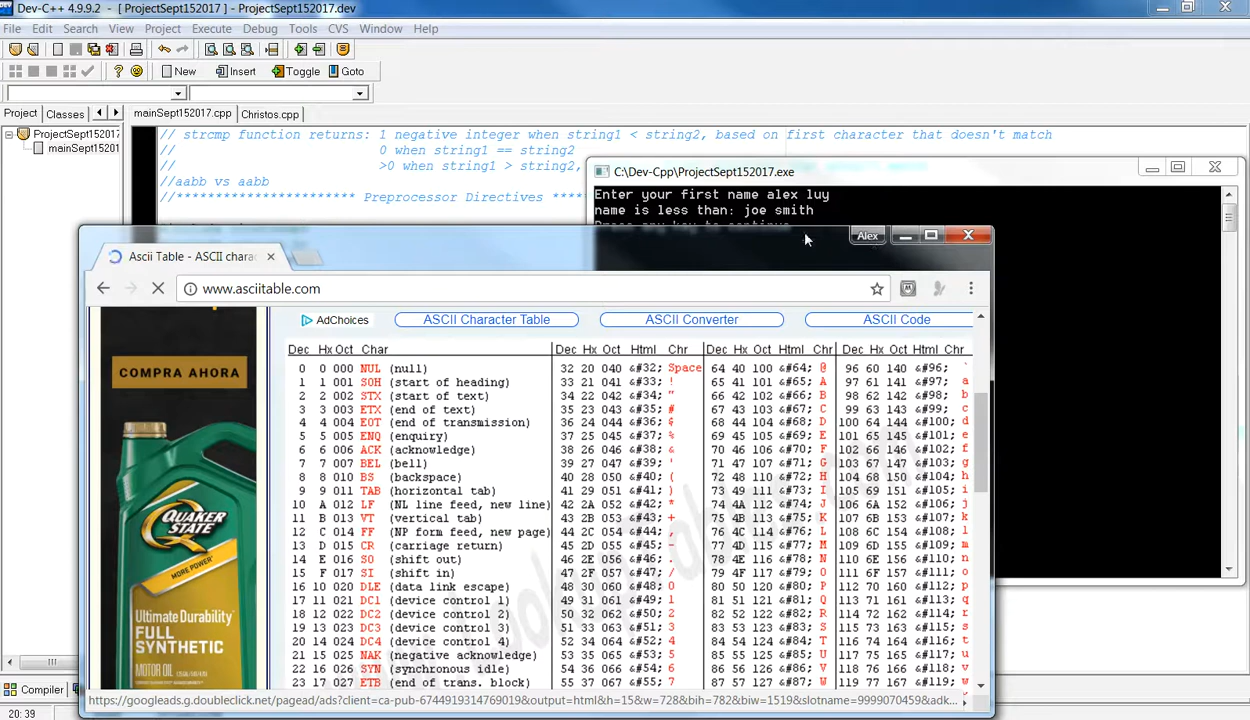 Dev-C++ 4.9.9.2 - [ ProjectSept152017 ] - ProjectSept152017.dev
File Edit Search View Project Execute Debug Tools CVS Window Help
New Insert Toggle Goto
Project Classes mainSept152017.cpp Christos.cpp
ProjectSept152017
mainSept1520
// strcmp function returns: 1 negative integer when string1 < string2, based on first character that doesn't match
// 0 when string1 == string2
// >0 when string1 > string2,
//aabb vs aabb
//******************** Preprocessor Directives *****
C:\Dev-Cpp\ProjectSept152017.exe
Enter your first name alex luy
name is less than: joe smith
Press any key to continue
Alex
Ascii Table - ASCII chara
www.asciitable.com
AdChoices ASCII Character Table ASCII Converter ASCII Code
COMPRA AHORA
QUAKER
STATE
MORE POWER
Ultimate Durability
FULL
SYNTHETIC
MOTOR OIL
Dec Hx Oct Char Dec Hx Oct Html Chr Dec Hx Oct Html Chr Dec Hx Oct Html Chr
0 0 000 NUL (null) 32 20 040 &#32; Space 64 40 100 &#64; @ 96 60 140 &#96; `
1 1 001 SOH (start of heading) 33 21 041 &#33; ! 65 41 101 &#65; A 97 61 141 &#97; a
2 2 002 STX (start of text) 34 22 042 &#34; " 66 42 102 &#66; B 98 62 142 &#98; b
3 3 003 ETX (end of text) 35 23 043 &#35; # 67 43 103 &#67; C 99 63 143 &#99; c
4 4 004 EOT (end of transmission) 36 24 044 &#36; $ 68 44 104 &#68; D 100 64 144 &#100; d
5 5 005 ENQ (enquiry) 37 25 045 &#37; % 69 45 105 &#69; E 101 65 145 &#101; e
6 6 006 ACK (acknowledge) 38 26 046 &#38; & 70 46 106 &#70; F 102 66 146 &#102; f
7 7 007 BEL (bell) 39 27 047 &#39; ' 71 47 107 &#71; G 103 67 147 &#103; g
8 8 010 BS (backspace) 40 28 050 &#40; ( 72 48 110 &#72; H 104 68 150 &#104; h
9 9 011 TAB (horizontal tab) 41 29 051 &#41; ) 73 49 111 &#73; I 105 69 151 &#105; i
10 A 012 LF (NL line feed, new line) 42 2A 052 &#42; * 74 4A 112 &#74; J 106 6A 152 &#106; j
11 B 013 VT (vertical tab) 43 2B 053 &#43; + 75 4B 113 &#75; K 107 6B 153 &#107; k
12 C 014 FF (NP form feed, new page) 44 2C 054 &#44; , 76 4C 114 &#76; L 108 6C 154 &#108; l
13 D 015 CR (carriage return) 45 2D 055 &#45; - 77 4D 115 &#77; M 109 6D 155 &#109; m
14 E 016 SO (shift out) 46 2E 056 &#46; . 78 4E 116 &#78; N 110 6E 156 &#110; n
15 F 017 SI (shift in) 47 2F 057 &#47; / 79 4F 117 &#79; O 111 6F 157 &#111; o
16 10 020 DLE (data link escape) 48 30 060 &#48; 0 80 50 120 &#80; P 112 70 160 &#112; p
17 11 021 DC1 (device control 1) 49 31 061 &#49; 1 81 51 121 &#81; Q 113 71 161 &#113; q
18 12 022 DC2 (device control 2) 50 32 062 &#50; 2 82 52 122 &#82; R 114 72 162 &#114; r
19 13 023 DC3 (device control 3) 51 33 063 &#51; 3 83 53 123 &#83; S 115 73 163 &#115; s
20 14 024 DC4 (device control 4) 52 34 064 &#52; 4 84 54 124 &#84; T 116 74 164 &#116; t
21 15 025 NAK (negative acknowledge) 53 35 065 &#53; 5 85 55 125 &#85; U 117 75 165 &#117; u
22 16 026 SYN (synchronous idle) 54 36 066 &#54; 6 86 56 126 &#86; V 118 76 166 &#118; v
23 17 027 ETB (end of trans. block) 55 37 067 &#55; 7 87 57 127 &#87; W 119 77 167 &#119; w
https://googleads.g.doubleclick.net/pagead/ads?client=ca-pub-6744919314769019&output=html&h=15&w=728&bih=782&biw=1519&slotname=9999070459&adk...
Compiler
20: 39